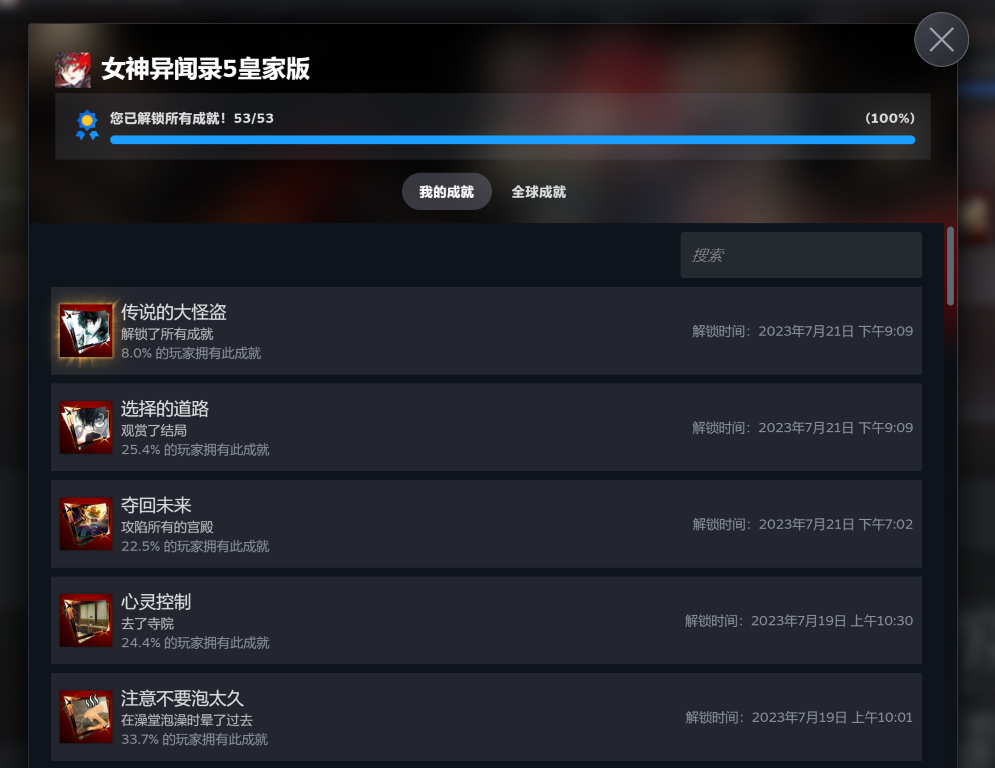 女神异闻录5皇家版
您已解锁所有成就！53/53 (100%)
我的成就 全球成就
搜索
传说的大怪盗
解锁了所有成就
8.0% 的玩家拥有此成就
解锁时间：2023年7月21日 下午9:09
选择的道路
观赏了结局
25.4% 的玩家拥有此成就
解锁时间：2023年7月21日 下午9:09
夺回未来
攻陷所有的宫殿
22.5% 的玩家拥有此成就
解锁时间：2023年7月21日 下午7:02
心灵控制
去了寺院
24.4% 的玩家拥有此成就
解锁时间：2023年7月19日 上午10:30
注意不要泡太久
在澡堂泡澡时晕了过去
33.7% 的玩家拥有此成就
解锁时间：2023年7月19日 上午10:01